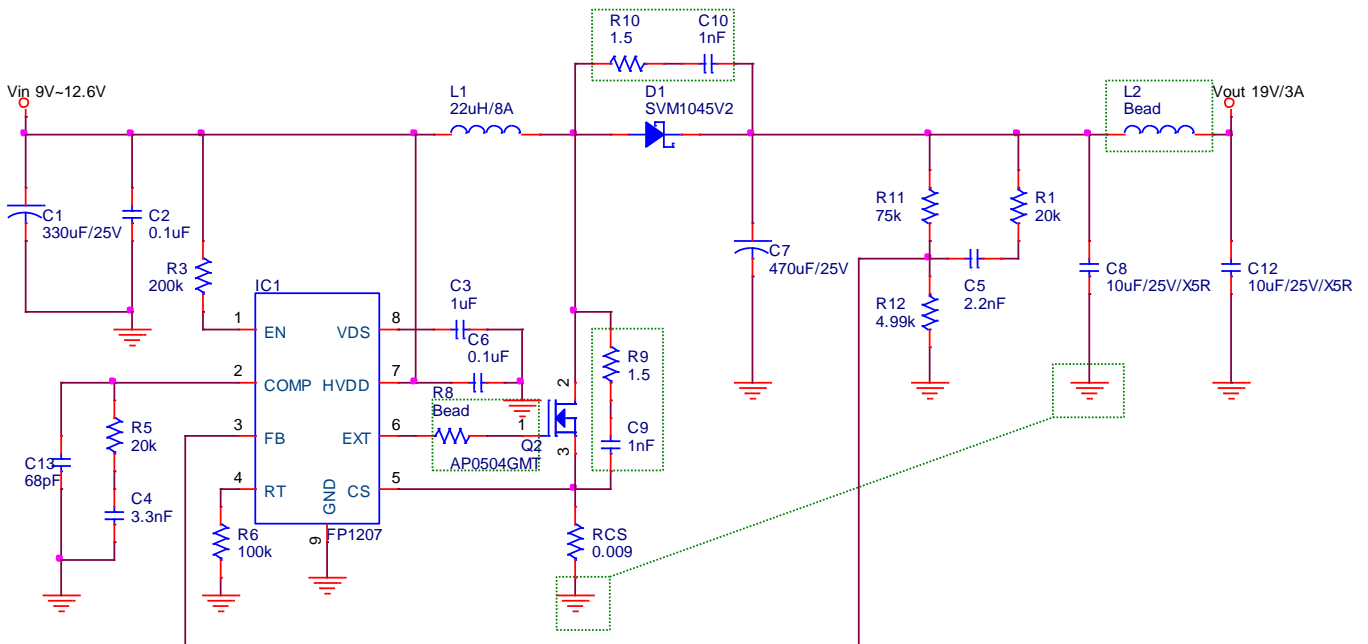 R10
1.5
C10
1nF
Vin 9V~12.6V
L1
22uH/8A
D1
SVM1045V2
L2
Bead
Vout 19V/3A
C1
330uF/25V
C2
0.1uF
R3
200k
R11
75k
R1
20k
C7
470uF/25V
C5
2.2nF
C8
10uF/25V/X5R
C12
10uF/25V/X5R
R12
4.99k
IC1
C3
1uF
C6
0.1uF
1
EN
VDS
8
2
COMP
HVDD
7
3
FB
EXT
6
4
RT
CS
5
GND
9
FP1207
R8
Bead
1
2
3
Q2
AP0504GMT
R9
1.5
C9
1nF
R5
20k
C13
68pF
C4
3.3nF
R6
100k
RCS
0.009